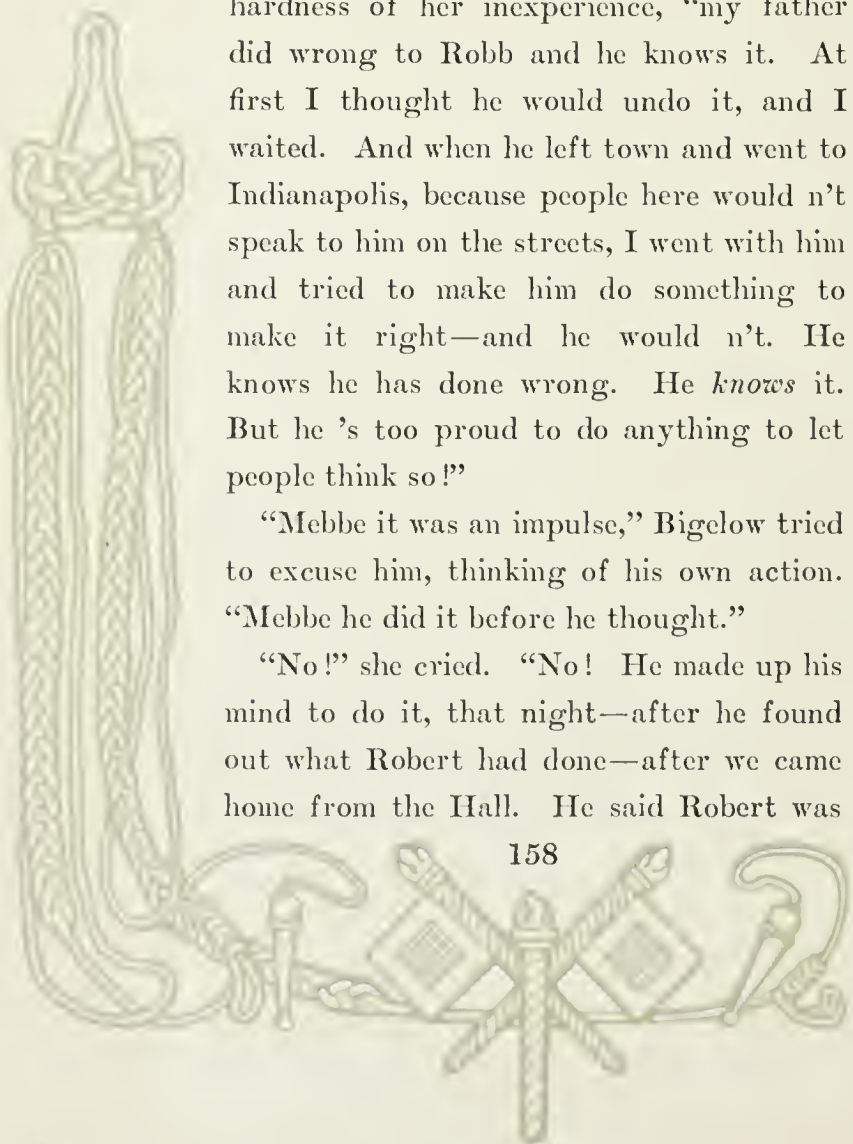 hardness of her inexperience, “my father
did wrong to Robb and he knows it. At
first I thought he would undo it, and I
waited. And when he left town and went to
Indianapolis, because people here would n't
speak to him on the streets, I went with him
and tried to make him do something to
make it right—and he would n't. He
knows he has done wrong. He knows it.
But he 's too proud to do anything to let
people think so!”
“Mebbe it was an impulse,” Bigelow tried
to excuse him, thinking of his own action.
“Mebbe he did it before he thought.”
“No!” she cried. “No! He made up his
mind to do it, that night—after he found
out what Robert had done—after we came
home from the Hall. He said Robert was
158